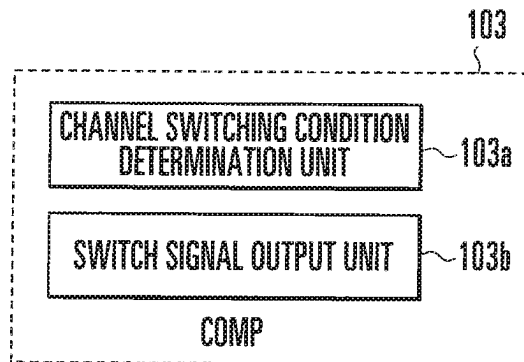 103
CHANNEL SWITCHING CONDITION
DETERMINATION UNIT
103a
SWITCH SIGNAL OUTPUT UNIT
103b
COMP